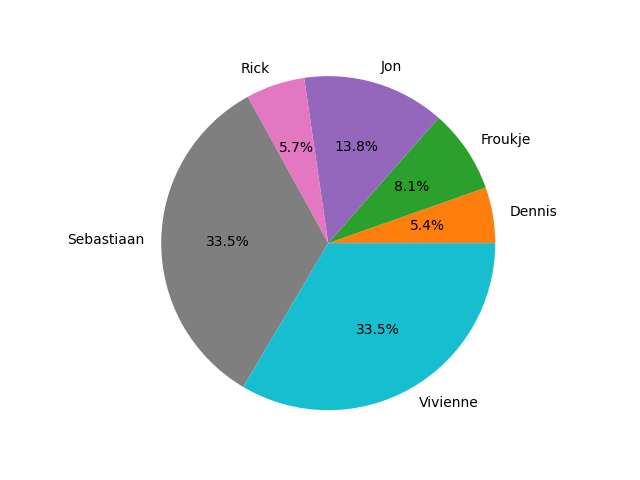 Rick
Jon
Froukje
Dennis
Sebastiaan
Vivienne
5.7%
13.8%
8.1%
5.4%
33.5%
33.5%